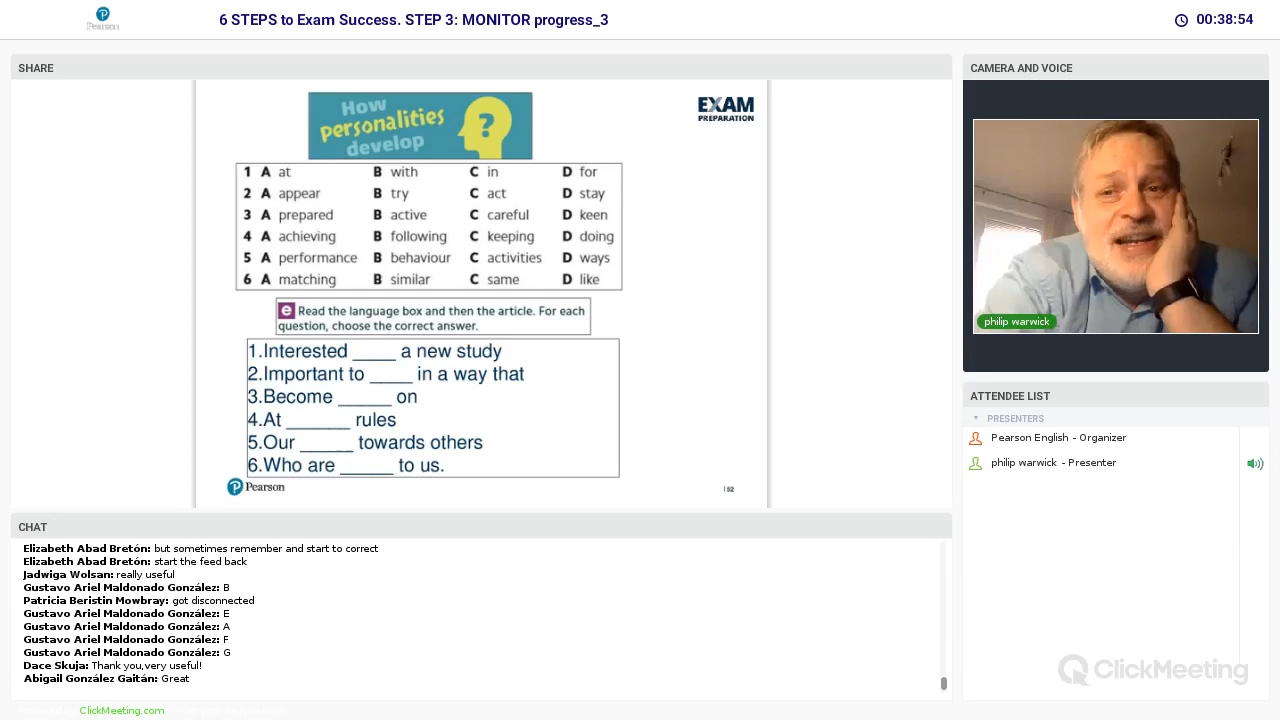 Pearson
6 STEPS to Exam Success. STEP 3: MONITOR progress_3
00:38:54
SHARE
How
personalities
develop
?
EXAM
PREPARATION
1 A at B with C in D for
2 A appear B try C act D stay
3 A prepared B active C careful D keen
4 A achieving B following C keeping D doing
5 A performance B behaviour C activities D ways
6 A matching B similar C same D like
e Read the language box and then the article. For each
question, choose the correct answer.
1.Interested ____ a new study
2.Important to ____ in a way that
3.Become _____ on
4.At ______ rules
5.Our _____ towards others
6.Who are _____ to us.
Pearson
52
CAMERA AND VOICE
philip warwick
ATTENDEE LIST
PRESENTERS
Pearson English - Organizer
philip warwick - Presenter
CHAT
Elizabeth Abad Bretón: but sometimes remember and start to correct
Elizabeth Abad Bretón: start the feed back
Jadwiga Wolsan: really useful
Gustavo Ariel Maldonado González: B
Patricia Beristin Mowbray: got disconnected
Gustavo Ariel Maldonado González: E
Gustavo Ariel Maldonado González: A
Gustavo Ariel Maldonado González: F
Gustavo Ariel Maldonado González: G
Dace Skuja: Thank you,very useful!
Abigail González Gaitán: Great
ClickMeeting
ClickMeeting.com